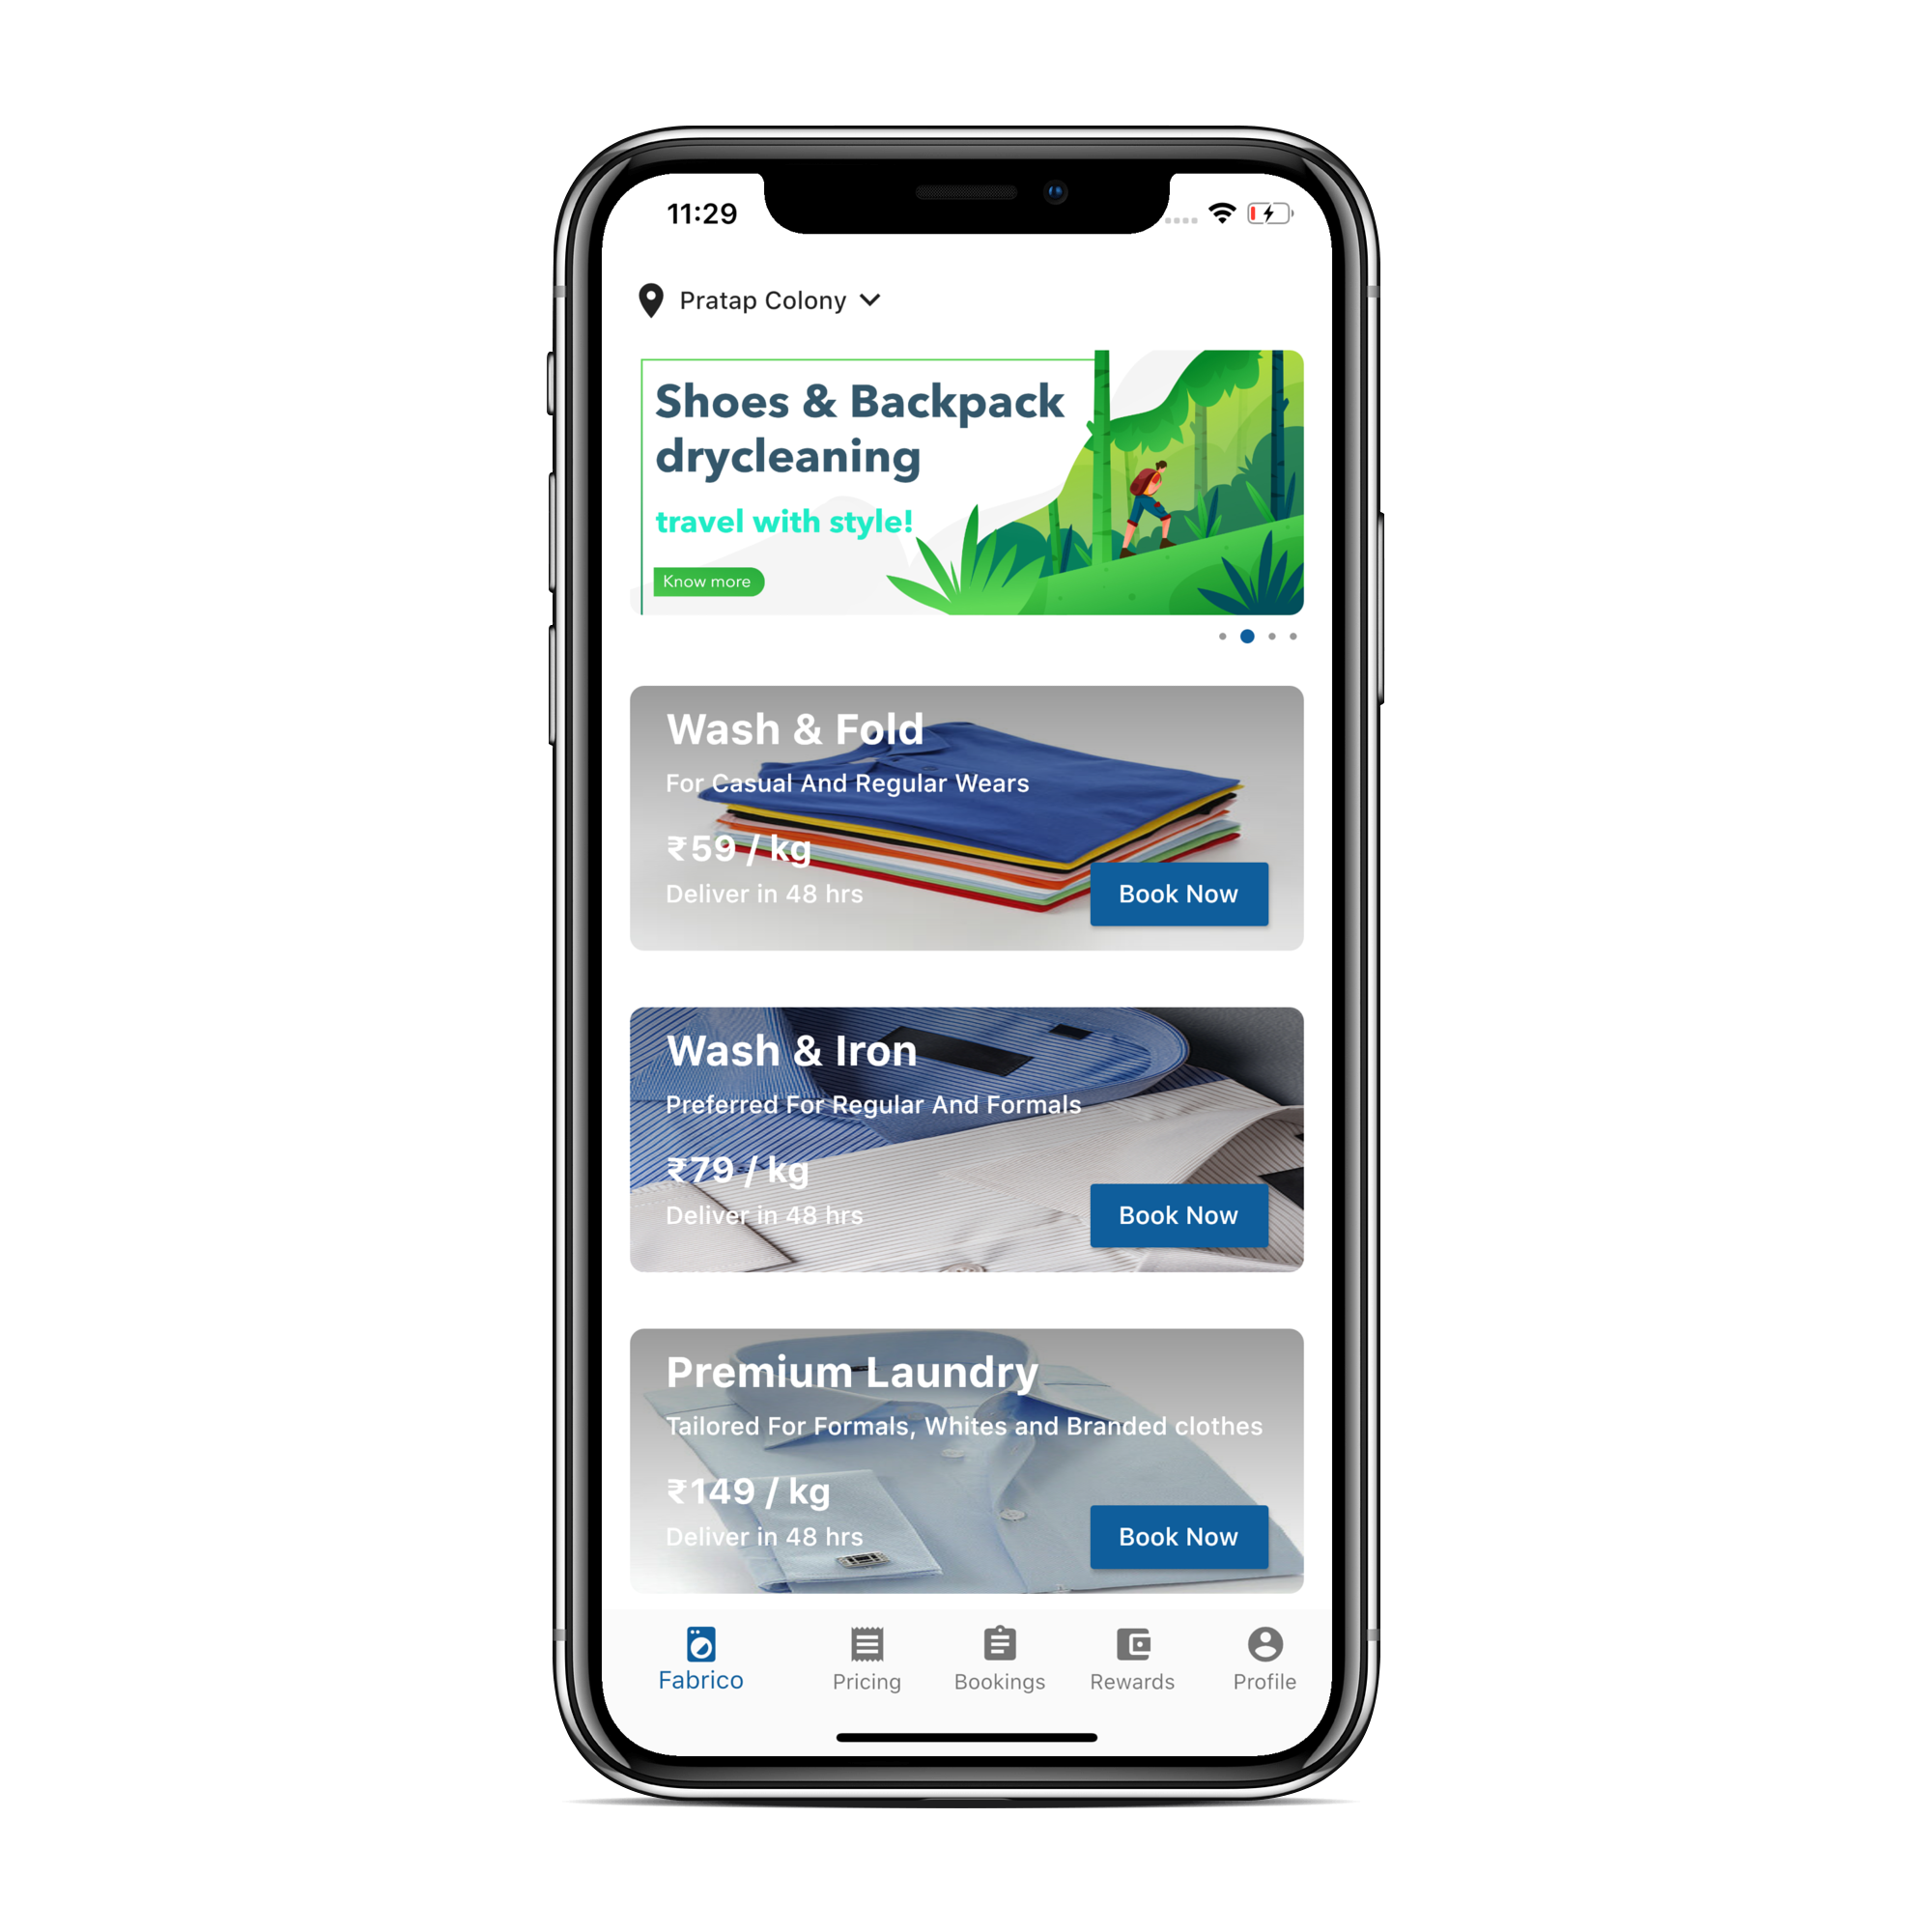 11:29
Pratap Colony
Shoes & Backpack
drycleaning
travel with style!
Know more
Wash & Fold
For Casual And Regular Wears
₹59 / kg
Deliver in 48 hrs
Book Now
Wash & Iron
Preferred For Regular And Formals
₹79 / kg
Deliver in 48 hrs
Book Now
Premium Laundry
Tailored For Formals, Whites and Branded clothes
₹149 / kg
Deliver in 48 hrs
Book Now
Fabrico
Pricing
Bookings
Rewards
Profile